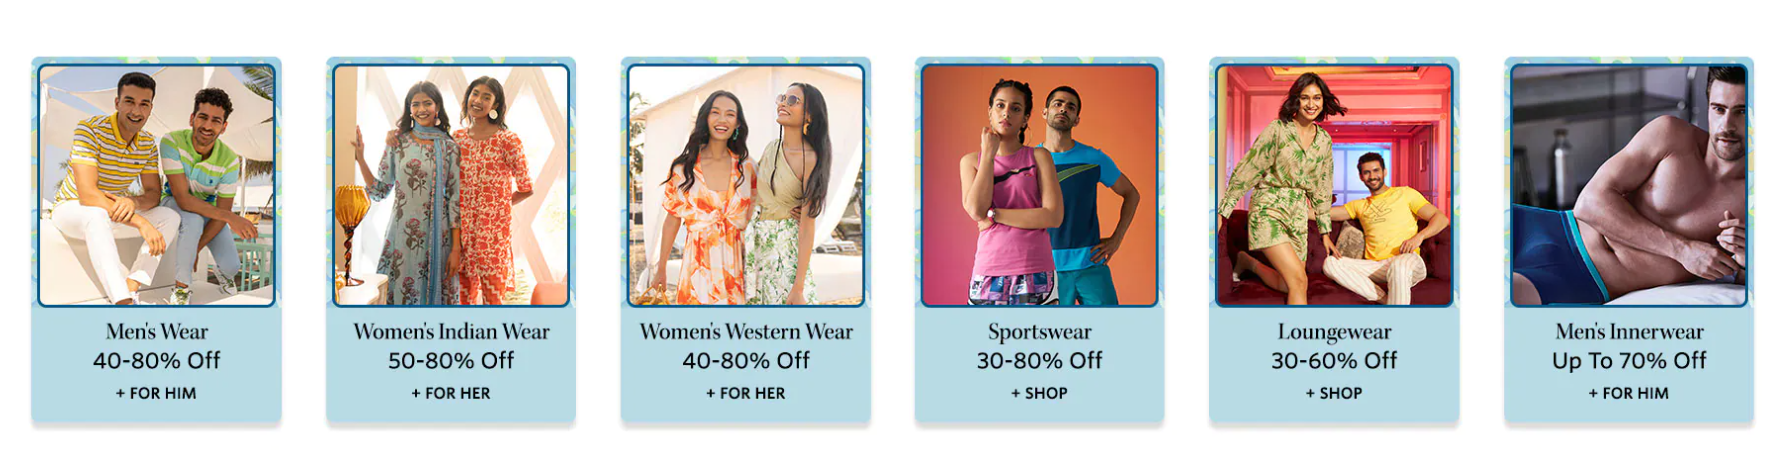 Men's Wear
40-80% Off
+ FOR HIM
Women's Indian Wear
50-80% Off
+ FOR HER
Women's Western Wear
40-80% Off
+ FOR HER
Sportswear
30-80% Off
+ SHOP
Loungewear
30-60% Off
+ SHOP
Men's Innerwear
Up To 70% Off
+ FOR HIM